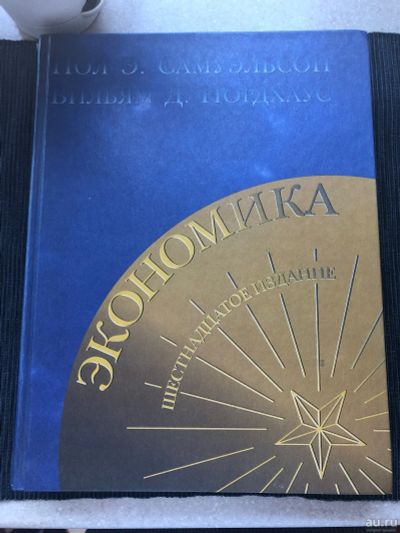 ПОЛ Э. САМУЭЛЬСОН
ВИЛЬЯМ Д. НОРДХАУС
ЭКОНОМИКА
ШЕСТНАДЦАТОЕ ИЗДАНИЕ
au.ru